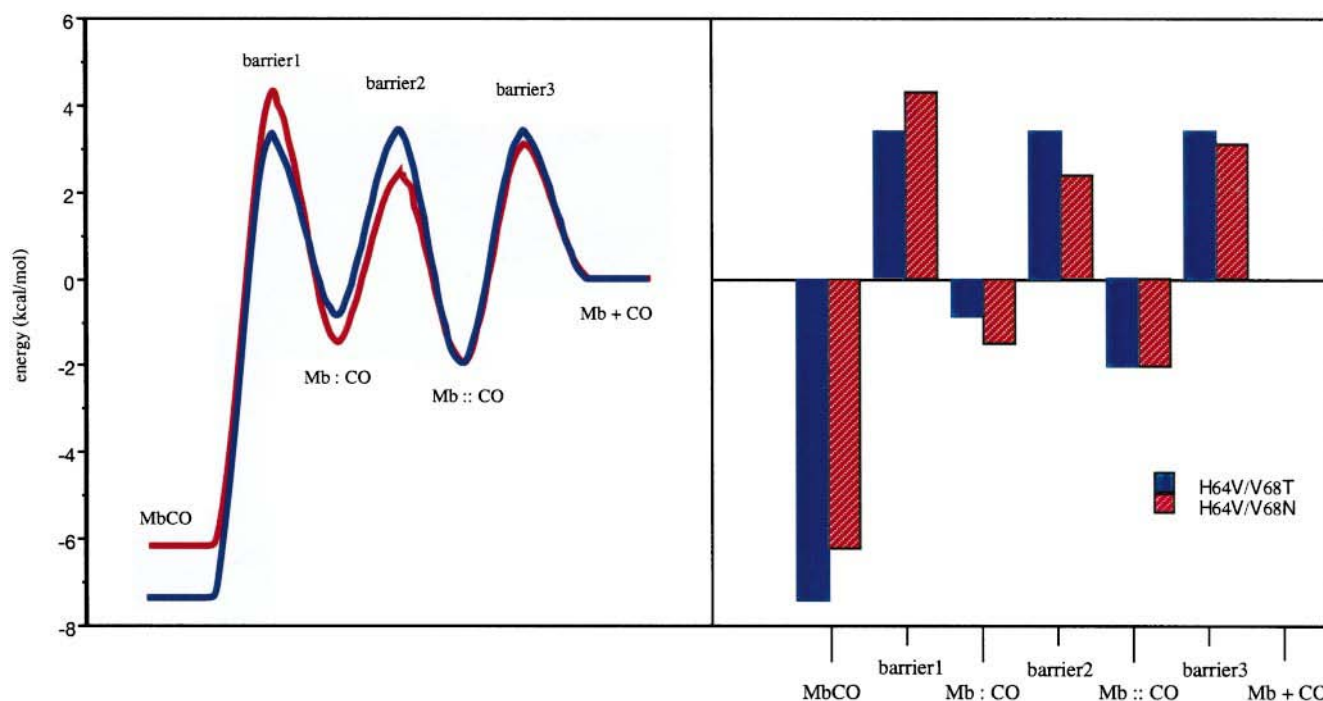 6
4
2
0
-2
-4
-6
-8
energy (kcal/mol)
barrier1
barrier2
barrier3
Mb + CO
Mb : CO
Mb :: CO
MbCO
H64V/V68T
H64V/V68N
barrier1
barrier2
barrier3
MbCO
Mb : CO
Mb :: CO
Mb + CO